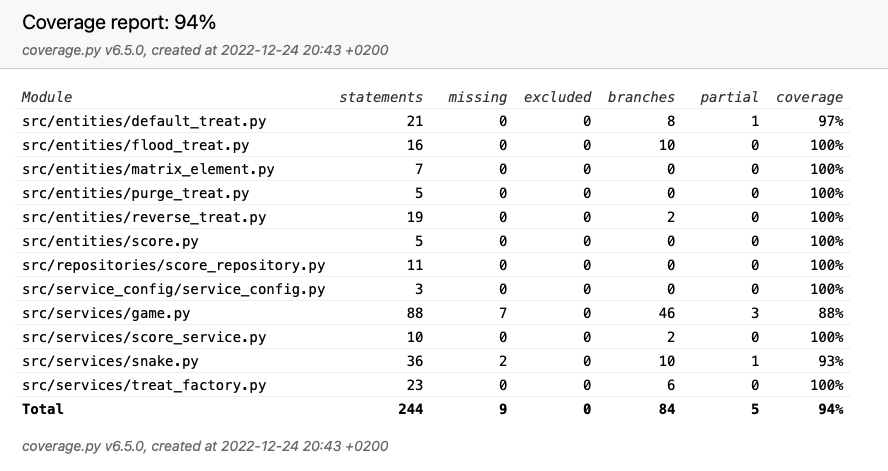 Coverage report: 94%
coverage.py v6.5.0, created at 2022-12-24 20:43 +0200
Module statements missing excluded branches partial coverage
src/entities/default_treat.py 21 0 0 8 1 97%
src/entities/flood_treat.py 16 0 0 10 0 100%
src/entities/matrix_element.py 7 0 0 0 0 100%
src/entities/purge_treat.py 5 0 0 0 0 100%
src/entities/reverse_treat.py 19 0 0 2 0 100%
src/entities/score.py 5 0 0 0 0 100%
src/repositories/score_repository.py 11 0 0 0 0 100%
src/service_config/service_config.py 3 0 0 0 0 100%
src/services/game.py 88 7 0 46 3 88%
src/services/score_service.py 10 0 0 2 0 100%
src/services/snake.py 36 2 0 10 1 93%
src/services/treat_factory.py 23 0 0 6 0 100%
Total 244 9 0 84 5 94%
coverage.py v6.5.0, created at 2022-12-24 20:43 +0200